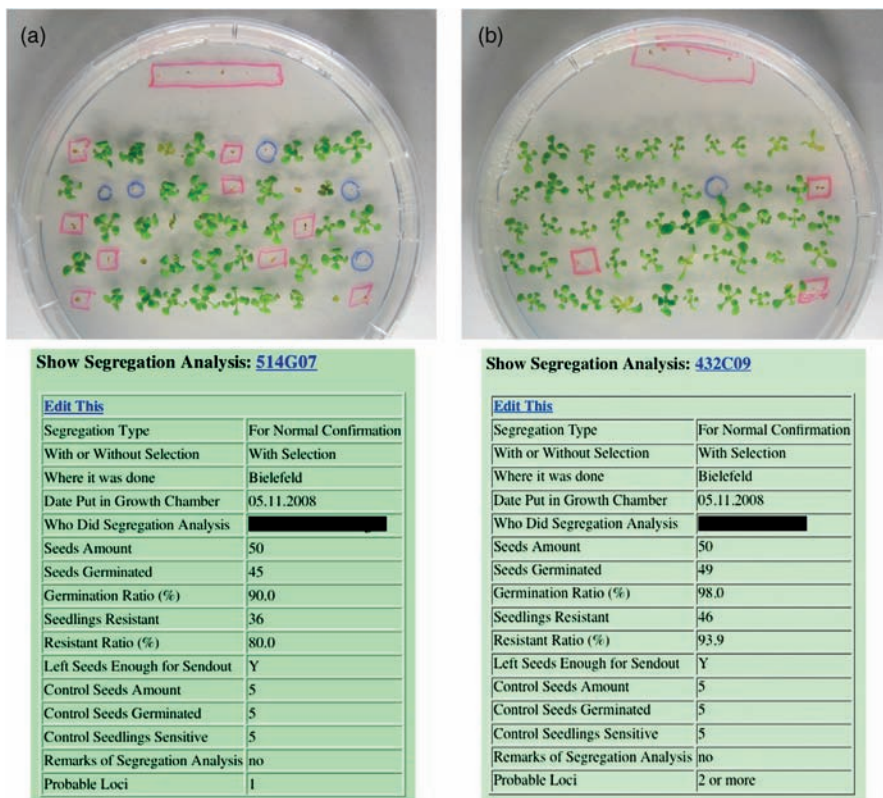 (a)
Show Segregation Analysis: 514G07
Edit This
Segregation Type For Normal Confirmation
With or Without Selection With Selection
Where it was done Bielefeld
Date Put in Growth Chamber 05.11.2008
Who Did Segregation Analysis
Seeds Amount 50
Seeds Germinated 45
Germination Ratio (%) 90.0
Seedlings Resistant 36
Resistant Ratio (%) 80.0
Left Seeds Enough for Sendout Y
Control Seeds Amount 5
Control Seeds Germinated 5
Control Seedlings Sensitive 5
Remarks of Segregation Analysis no
Probable Loci 1
(b)
Show Segregation Analysis: 432C09
Edit This
Segregation Type For Normal Confirmation
With or Without Selection With Selection
Where it was done Bielefeld
Date Put in Growth Chamber 05.11.2008
Who Did Segregation Analysis
Seeds Amount 50
Seeds Germinated 49
Germination Ratio (%) 98.0
Seedlings Resistant 46
Resistant Ratio (%) 93.9
Left Seeds Enough for Sendout Y
Control Seeds Amount 5
Control Seeds Germinated 5
Control Seedlings Sensitive 5
Remarks of Segregation Analysis no
Probable Loci 2 or more